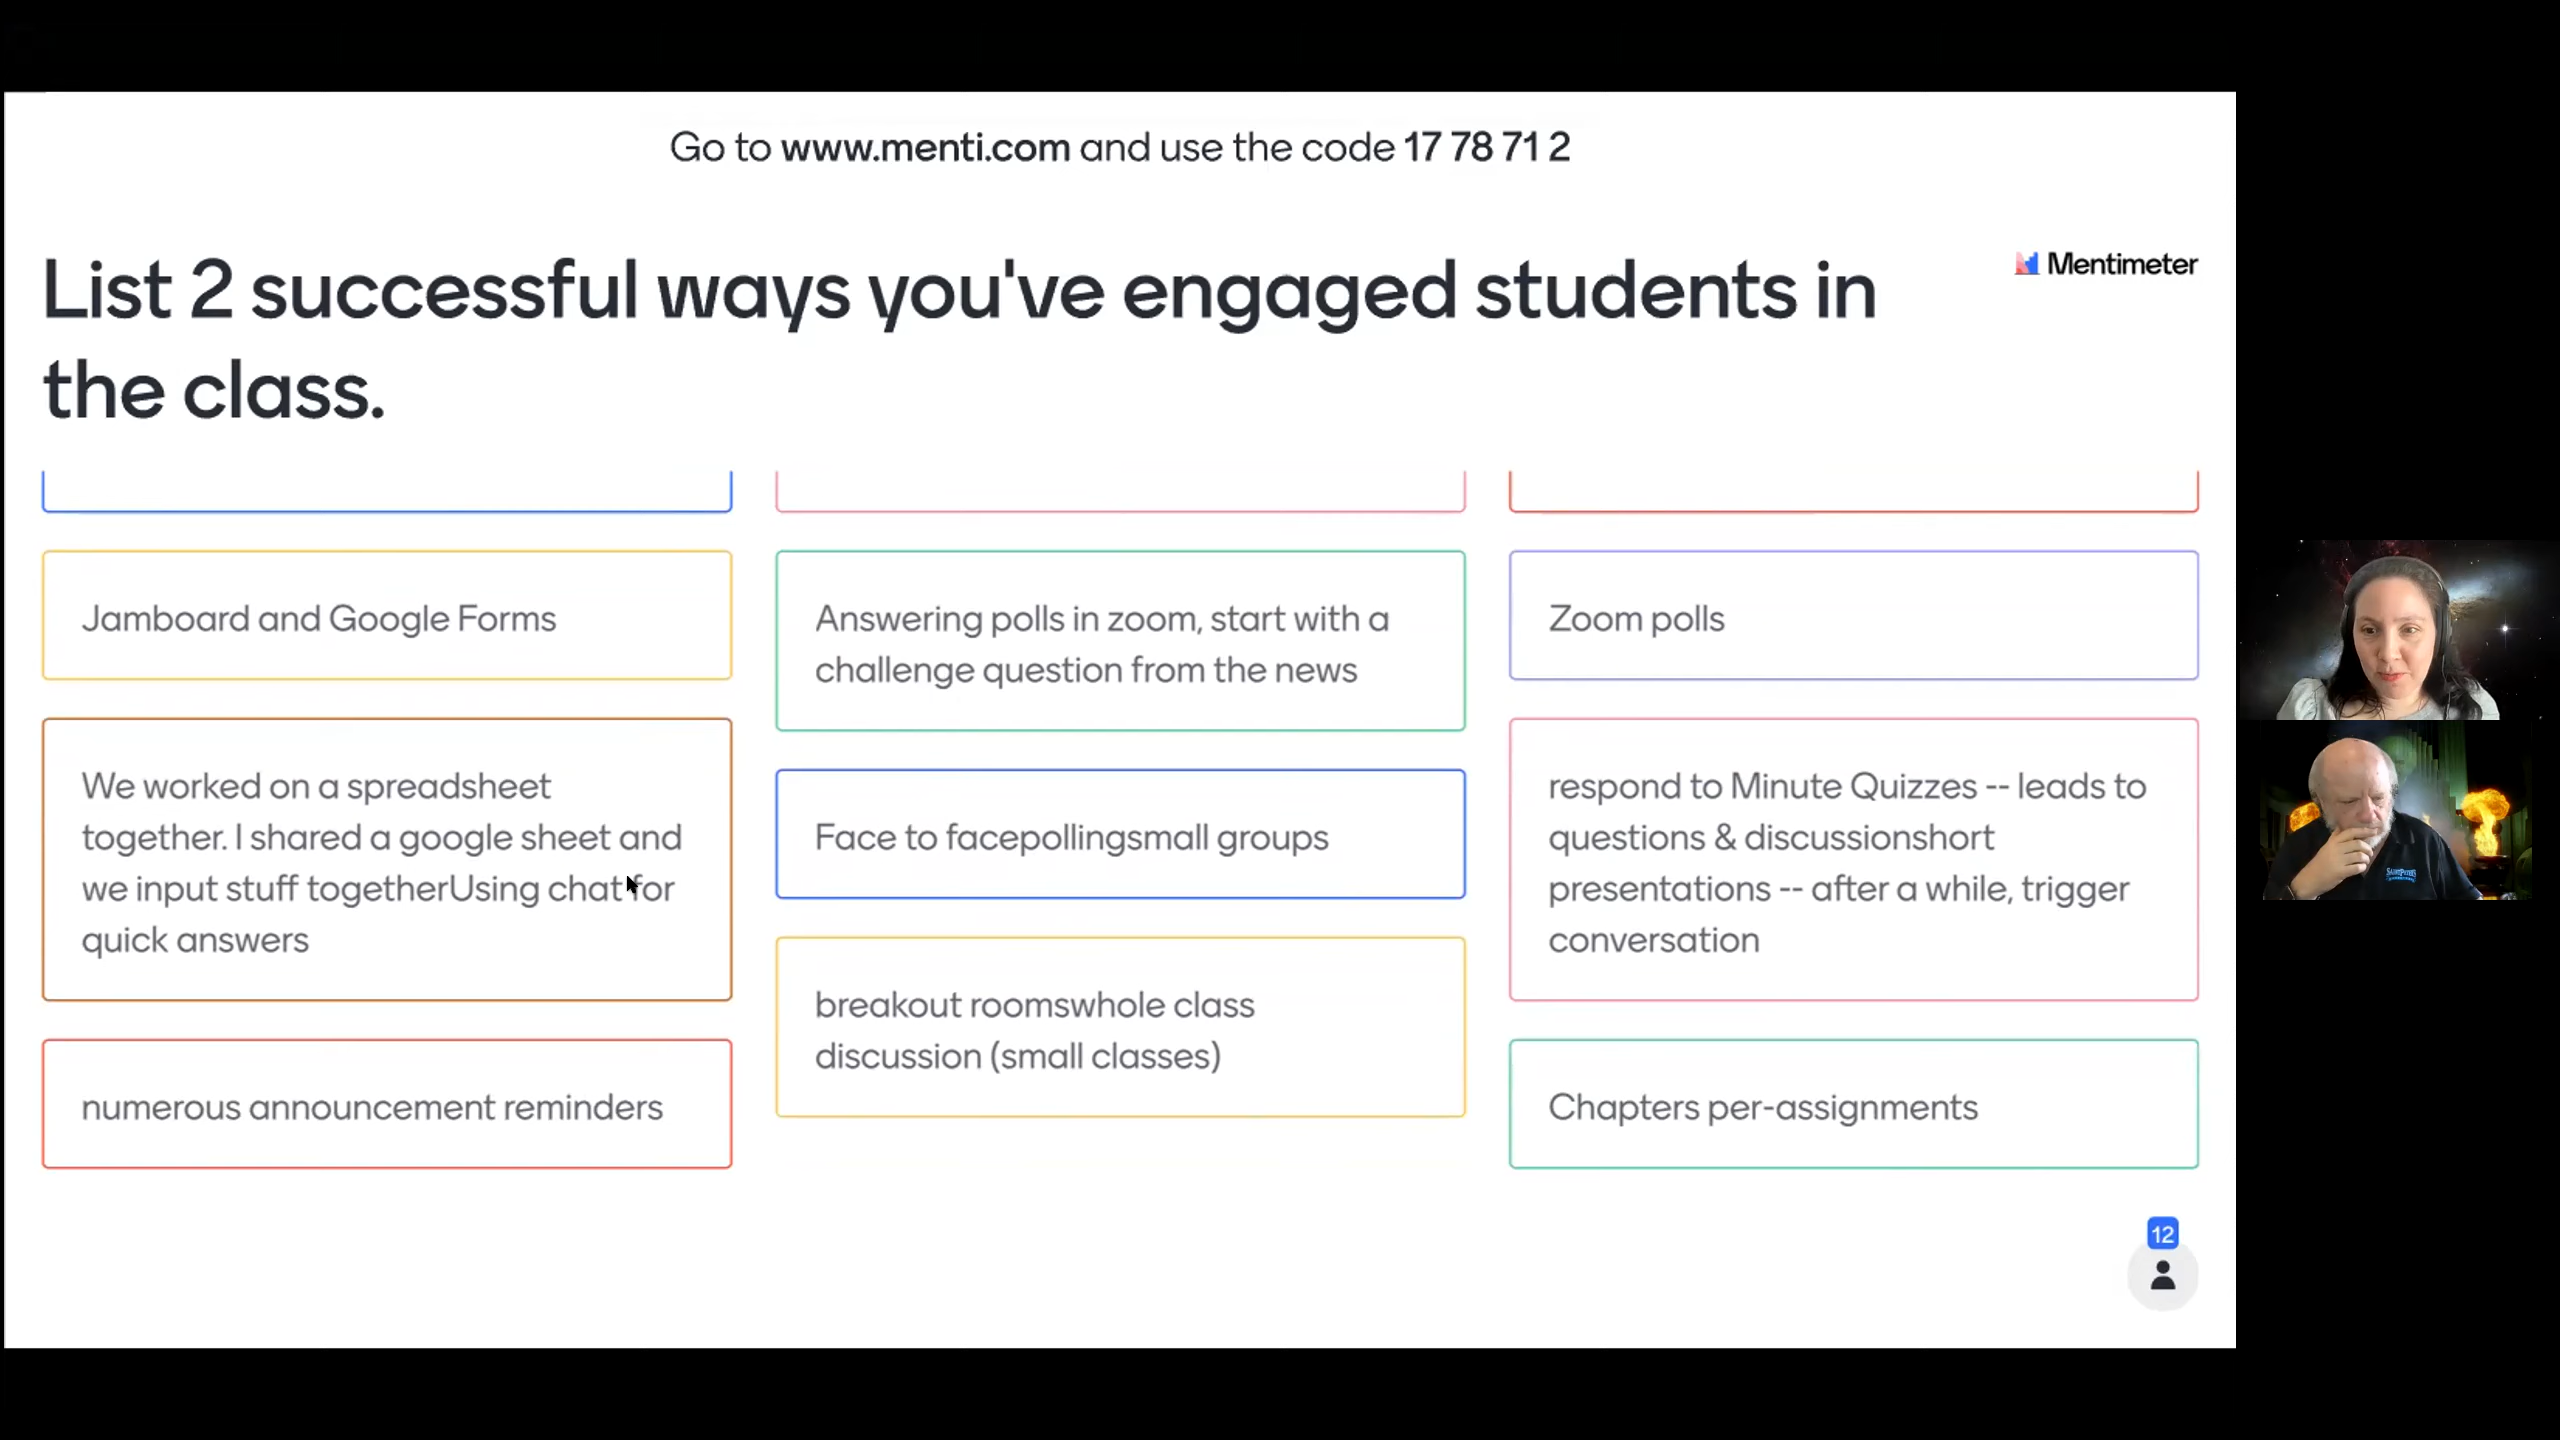 Go to www.menti.com and use the code 17 78 71 2
List 2 successful ways you've engaged students in
the class.
Mentimeter
Jamboard and Google Forms
We worked on a spreadsheet
together. I shared a google sheet and
we input stuff togetherUsing chat for
quick answers
numerous announcement reminders
Answering polls in zoom, start with a
challenge question from the news
Face to facepollingsmall groups
breakout roomswhole class
discussion (small classes)
Zoom polls
respond to Minute Quizzes -- leads to
questions & discussionshort
presentations -- after a while, trigger
conversation
Chapters per-assignments
12